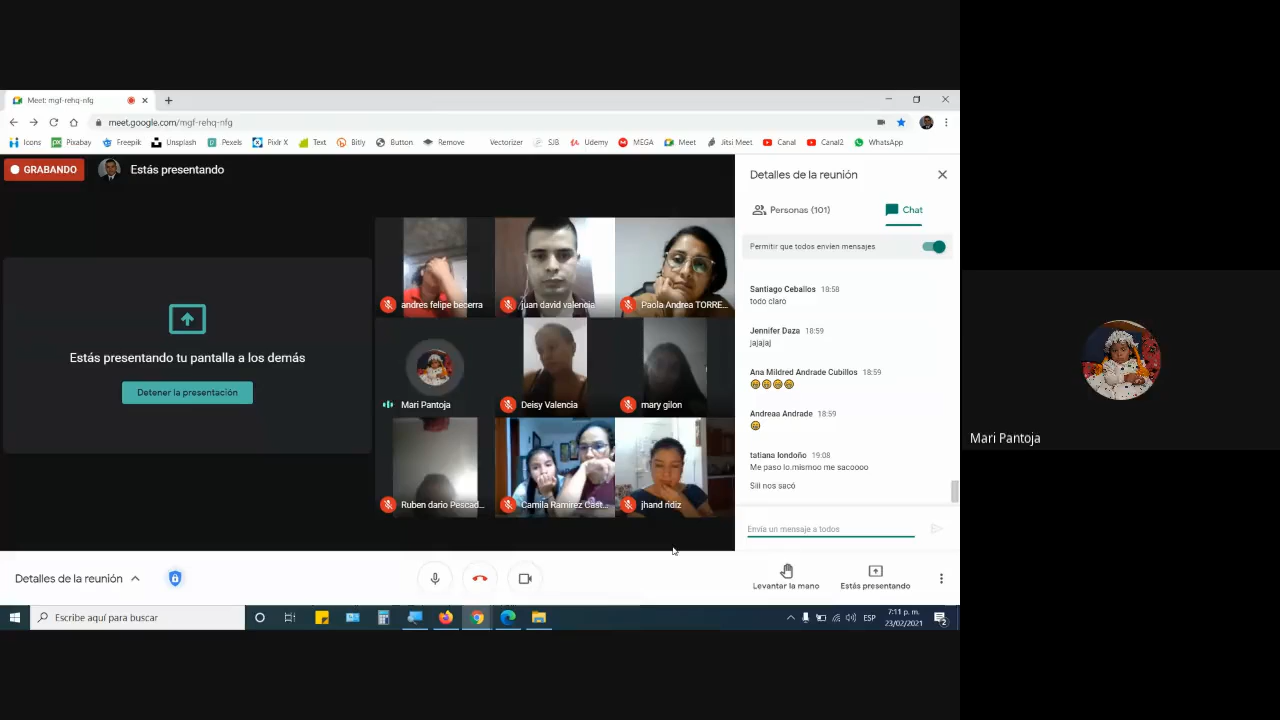 Meet: mgf-rehq-nfg
meet.google.com/mgf-rehq-nfg
Icons Pixabay Freepik Unsplash Pexels Pixlr X Text Bitly Button Remove Vectorizer SJB Udemy MEGA Meet Jitsi Meet Canal Canal2 WhatsApp
GRABANDO
Estás presentando
Estás presentando tu pantalla a los demás
Detener la presentación
andres felipe becerra
juan david valencia
Paola Andrea TORRE...
Mari Pantoja
Deisy Valencia
mary gilon
Ruben dario Pescad...
Camila Ramirez Cast...
jhand ridiz
Detalles de la reunión
Personas (101)
Chat
Permitir que todos envíen mensajes
Santiago Ceballos 18:58
todo claro
Jennifer Daza 18:59
jajajaj
Ana Mildred Andrade Cubillos 18:59
Andreaa Andrade 18:59
tatiana londoño 19:08
Me paso lo.mismoo me sacoooo
Siii nos sacó
Envía un mensaje a todos
Detalles de la reunión
Levantar la mano
Estás presentando
Escribe aquí para buscar
ESP
7:11 p. m.
23/02/2021
2
Mari Pantoja